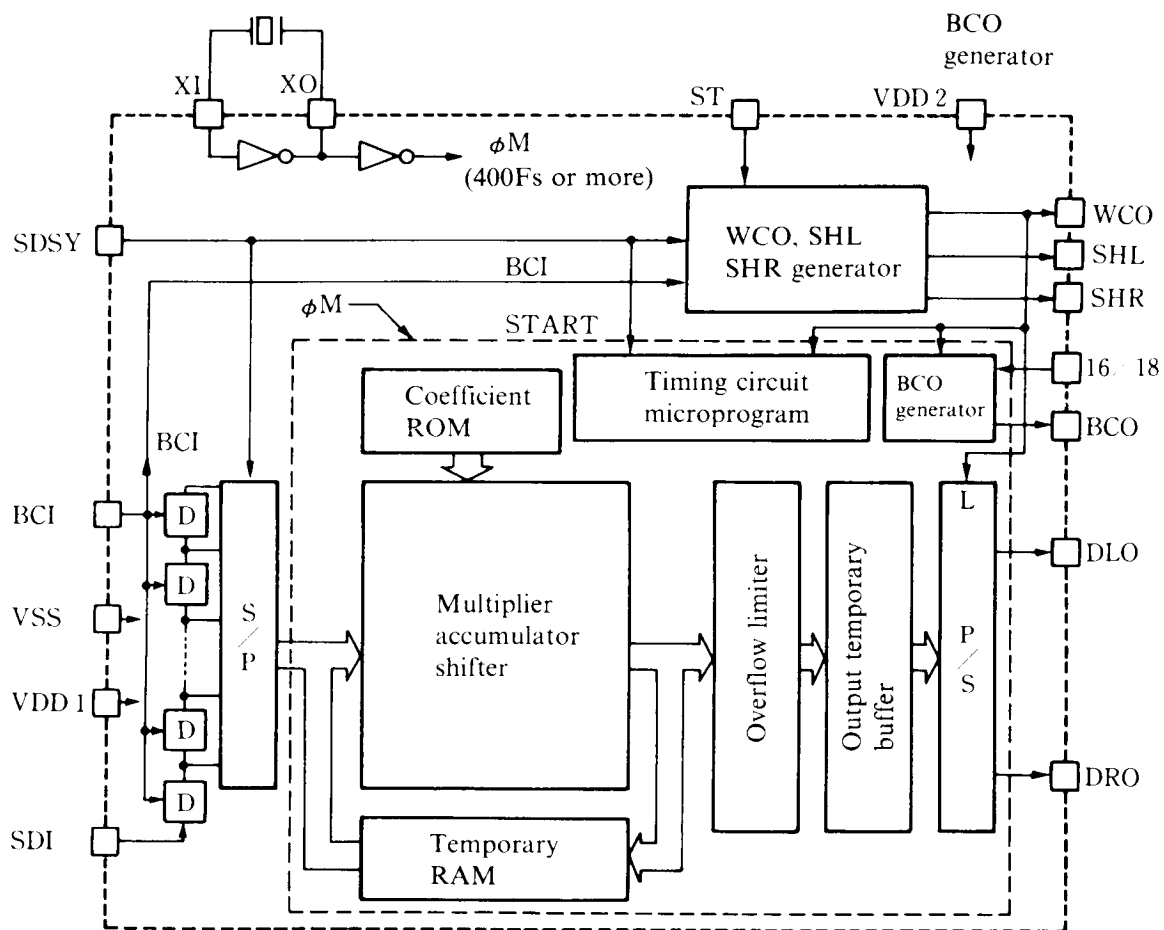 BCO
generator
XI
XO
ST
VDD 2
φM
(400Fs or more)
SDSY
WCO, SHL
SHR generator
WCO
SHL
SHR
BCI
φM
START
Coefficient
ROM
Timing circuit
microprogram
BCO
generator
16 18
BCO
BCI
BCI
D
D
D
D
S/P
VSS
VDD 1
SDI
Multiplier
accumulator
shifter
Temporary
RAM
Overflow limiter
Output temporary
buffer
L
P/S
DLO
DRO